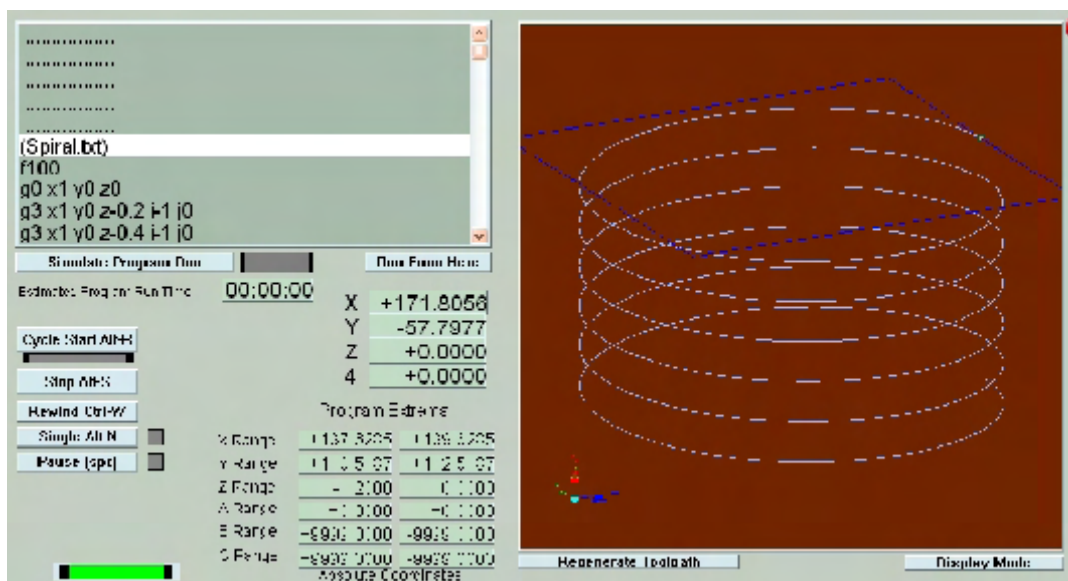 (Spiral.txt)
f100
g0 x1 y0 z0
g3 x1 y0 z-0.2 i-1 j0
g3 x1 y0 z-0.4 i-1 j0
Simulate Program Run
Run From Here
Estimated Program Run Time 00:00:00
X +171.8056
Y -57.7977
Z +0.0000
4 +0.0000
Cycle Start Alt-R
Stop Alt-S
Rewind Ctrl-W
Single Alt-N
Pause (spc)
Program Extrema
X Range
Y Range
Z Range
A Range
B Range
C Range
Absolute Coordinates
Regenerate Toolpath
Display Mode